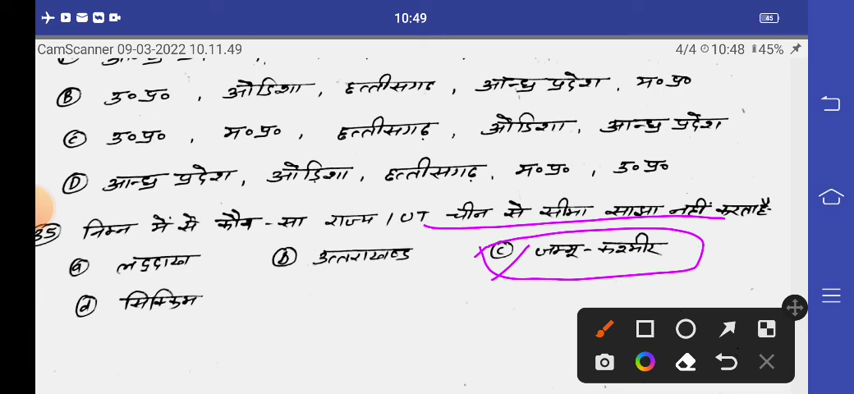 10:49
45
CamScanner 09-03-2022 10.11.49
4/4 10:48 45%
Ⓑ उ०प्र० , ओडिशा , छत्तीसगढ , आन्ध्र प्रदेश , म०प्र०
Ⓒ उ०प्र० , म०प्र० , छत्तीसगढ़ , ओडिशा , आन्ध्र प्रदेश
Ⓓ आन्ध्र प्रदेश , ओडिशा , छत्तीसगढ़ , म०प्र० , उ०प्र०
35 निम्न में से कौन-सा राज्य / UT चीन से सीमा साझा नहीं करता है-
ⓐ लद्दाख ⓑ उत्तराखण्ड ⓒ जम्मू-कश्मीर
ⓓ सिक्किम